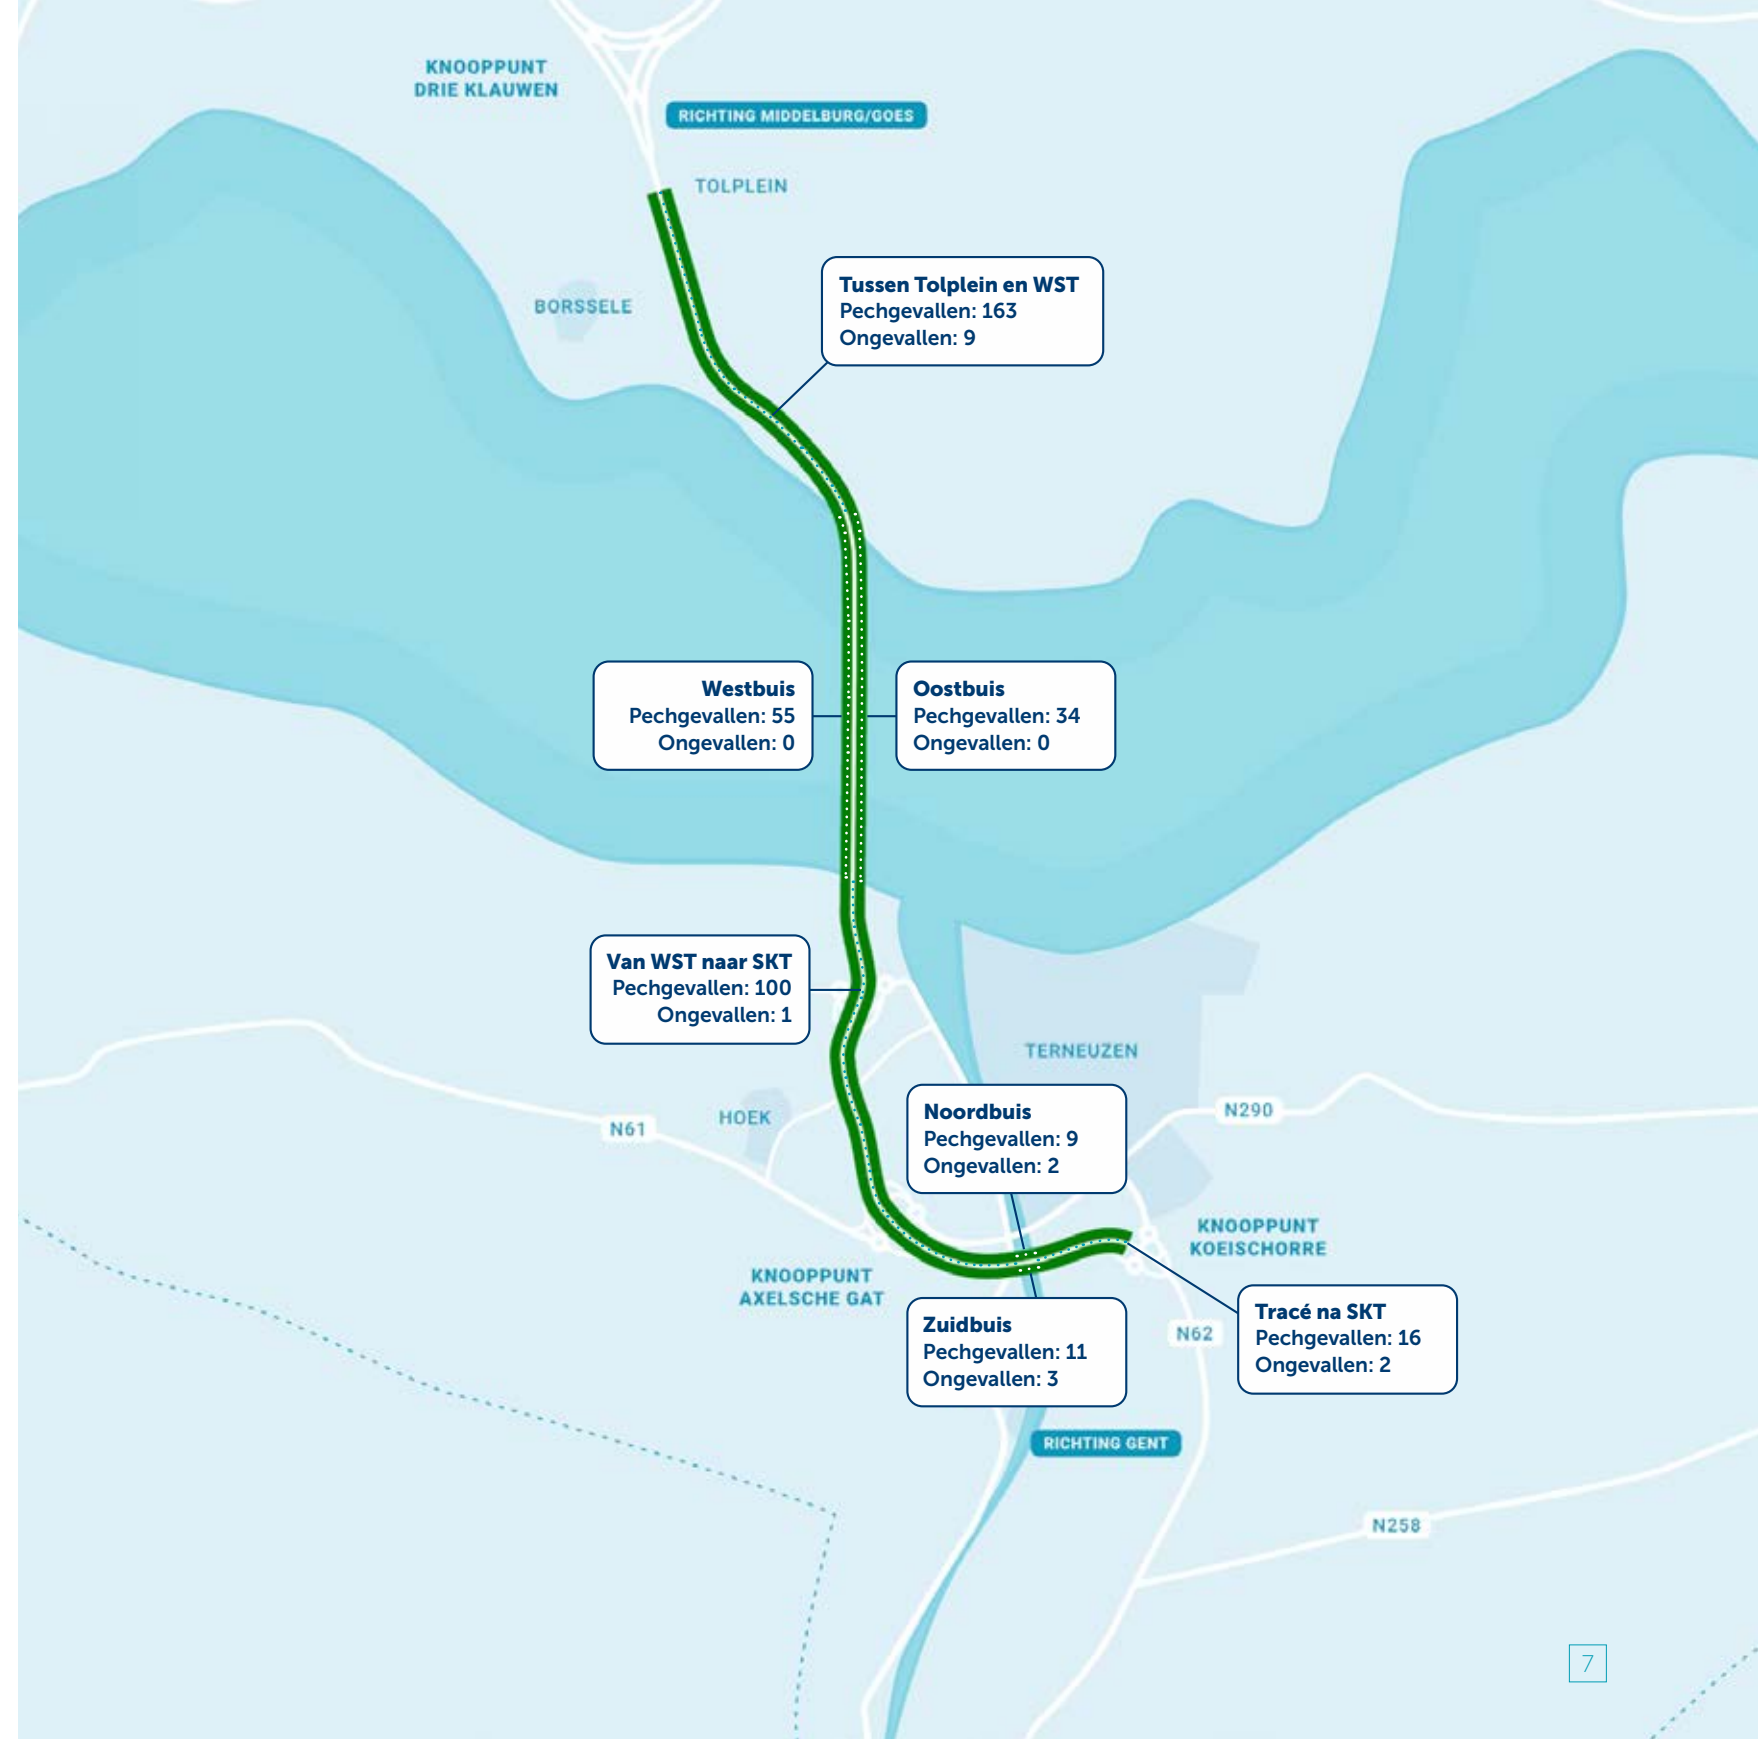 KNOOPPUNT
DRIE KLAUWEN
RICHTING MIDDELBURG/GOES
TOLPLEIN
BORSSELE
Tussen Tolplein en WST
Pechgevallen: 163
Ongevallen: 9
Westbuis
Pechgevallen: 55
Ongevallen: 0
Oostbuis
Pechgevallen: 34
Ongevallen: 0
Van WST naar SKT
Pechgevallen: 100
Ongevallen: 1
TERNEUZEN
HOEK
N61
N290
Noordbuis
Pechgevallen: 9
Ongevallen: 2
KNOOPPUNT
KOEISCHORRE
KNOOPPUNT
AXELSCHE GAT
Zuidbuis
Pechgevallen: 11
Ongevallen: 3
N62
Tracé na SKT
Pechgevallen: 16
Ongevallen: 2
RICHTING GENT
N258
7